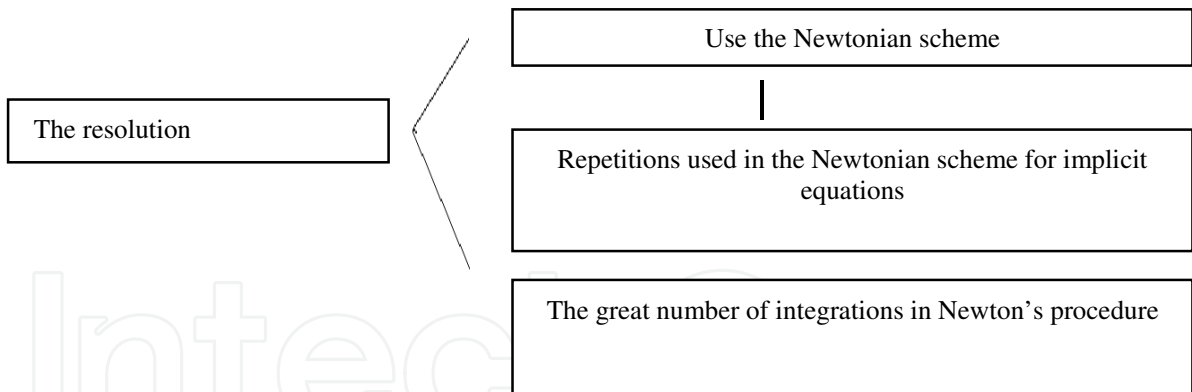 Use the Newtonian scheme
The resolution
Repetitions used in the Newtonian scheme for implicit
equations
The great number of integrations in Newton’s procedure